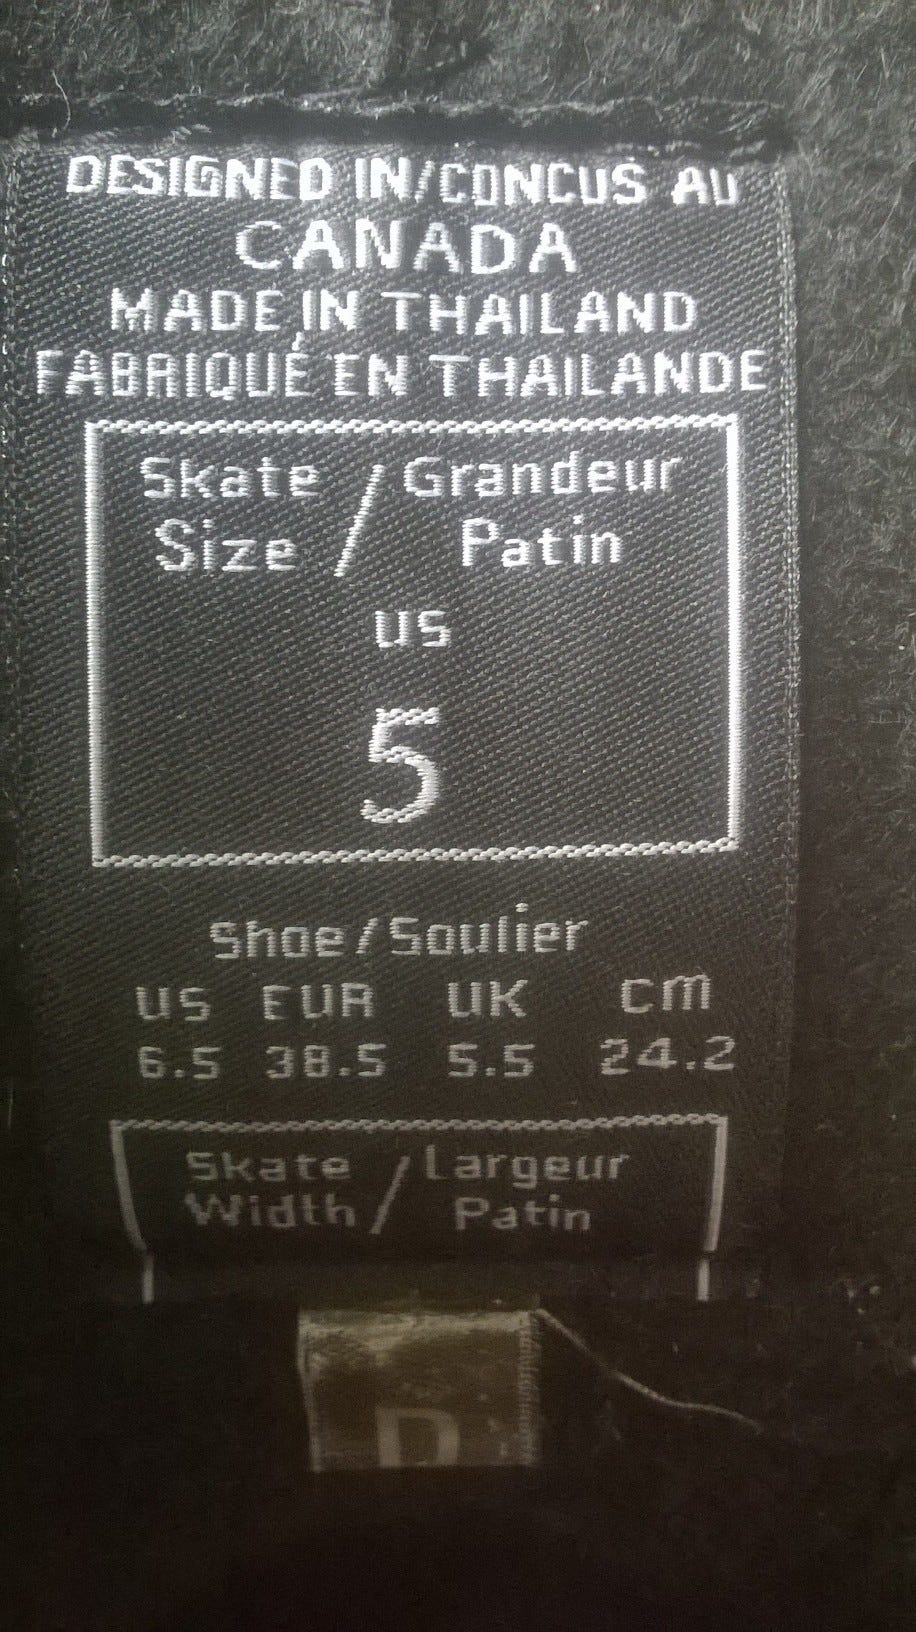 DESIGNED IN/CONCUS AU
CANADA
MADE IN THAILAND
FABRIQUÉ EN THAILANDE
Skate Size / Grandeur Patin
US
5
Shoe/Soulier
US EUR UK cm
6.5 38.5 5.5 24.2
Skate Width / Largeur Patin
D